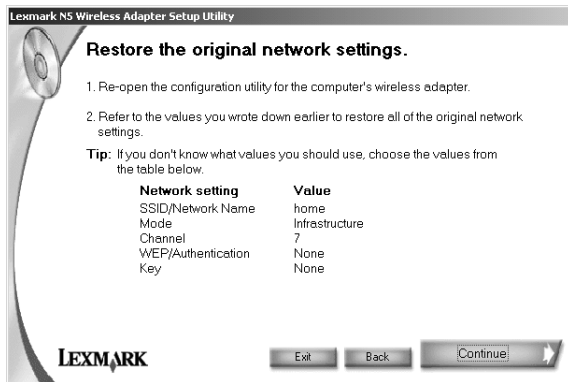 Lexmark N5 Wireless Adapter Setup Utility
Restore the original network settings.
1. Re-open the configuration utility for the computer's wireless adapter.
2. Refer to the values you wrote down earlier to restore all of the original network
settings.
Tip: If you don't know what values you should use, choose the values from
the table below.
Network setting Value
SSID/Network Name home
Mode Infrastructure
Channel 7
WEP/Authentication None
Key None
LEXMARK Exit Back Continue